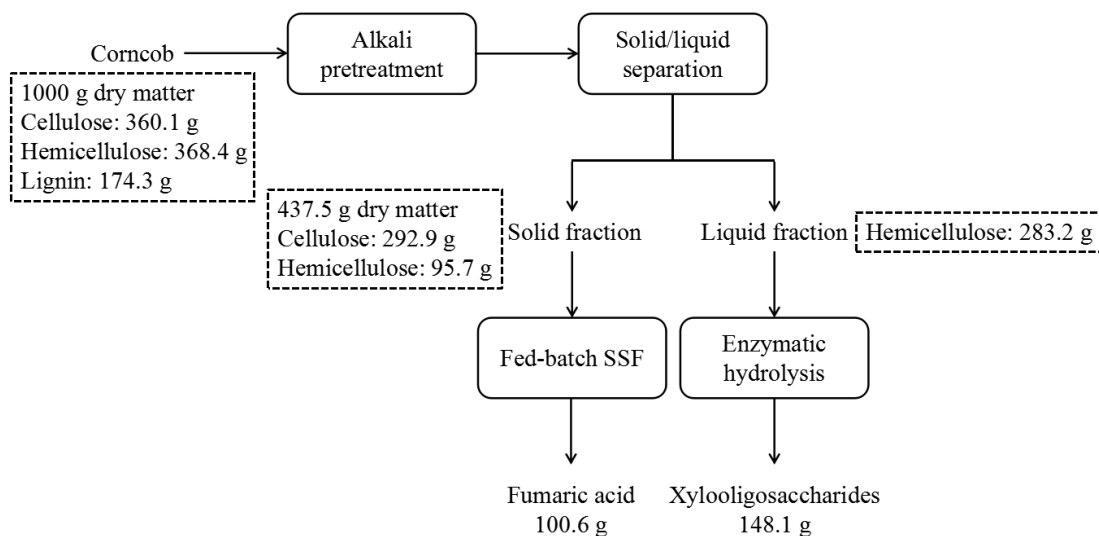 Corncob
Alkali
pretreatment
Solid/liquid
separation
1000 g dry matter
Cellulose: 360.1 g
Hemicellulose: 368.4 g
Lignin: 174.3 g
437.5 g dry matter
Cellulose: 292.9 g
Hemicellulose: 95.7 g
Solid fraction
Liquid fraction
Hemicellulose: 283.2 g
Fed-batch SSF
Enzymatic
hydrolysis
Fumaric acid
100.6 g
Xylooligosaccharides
148.1 g